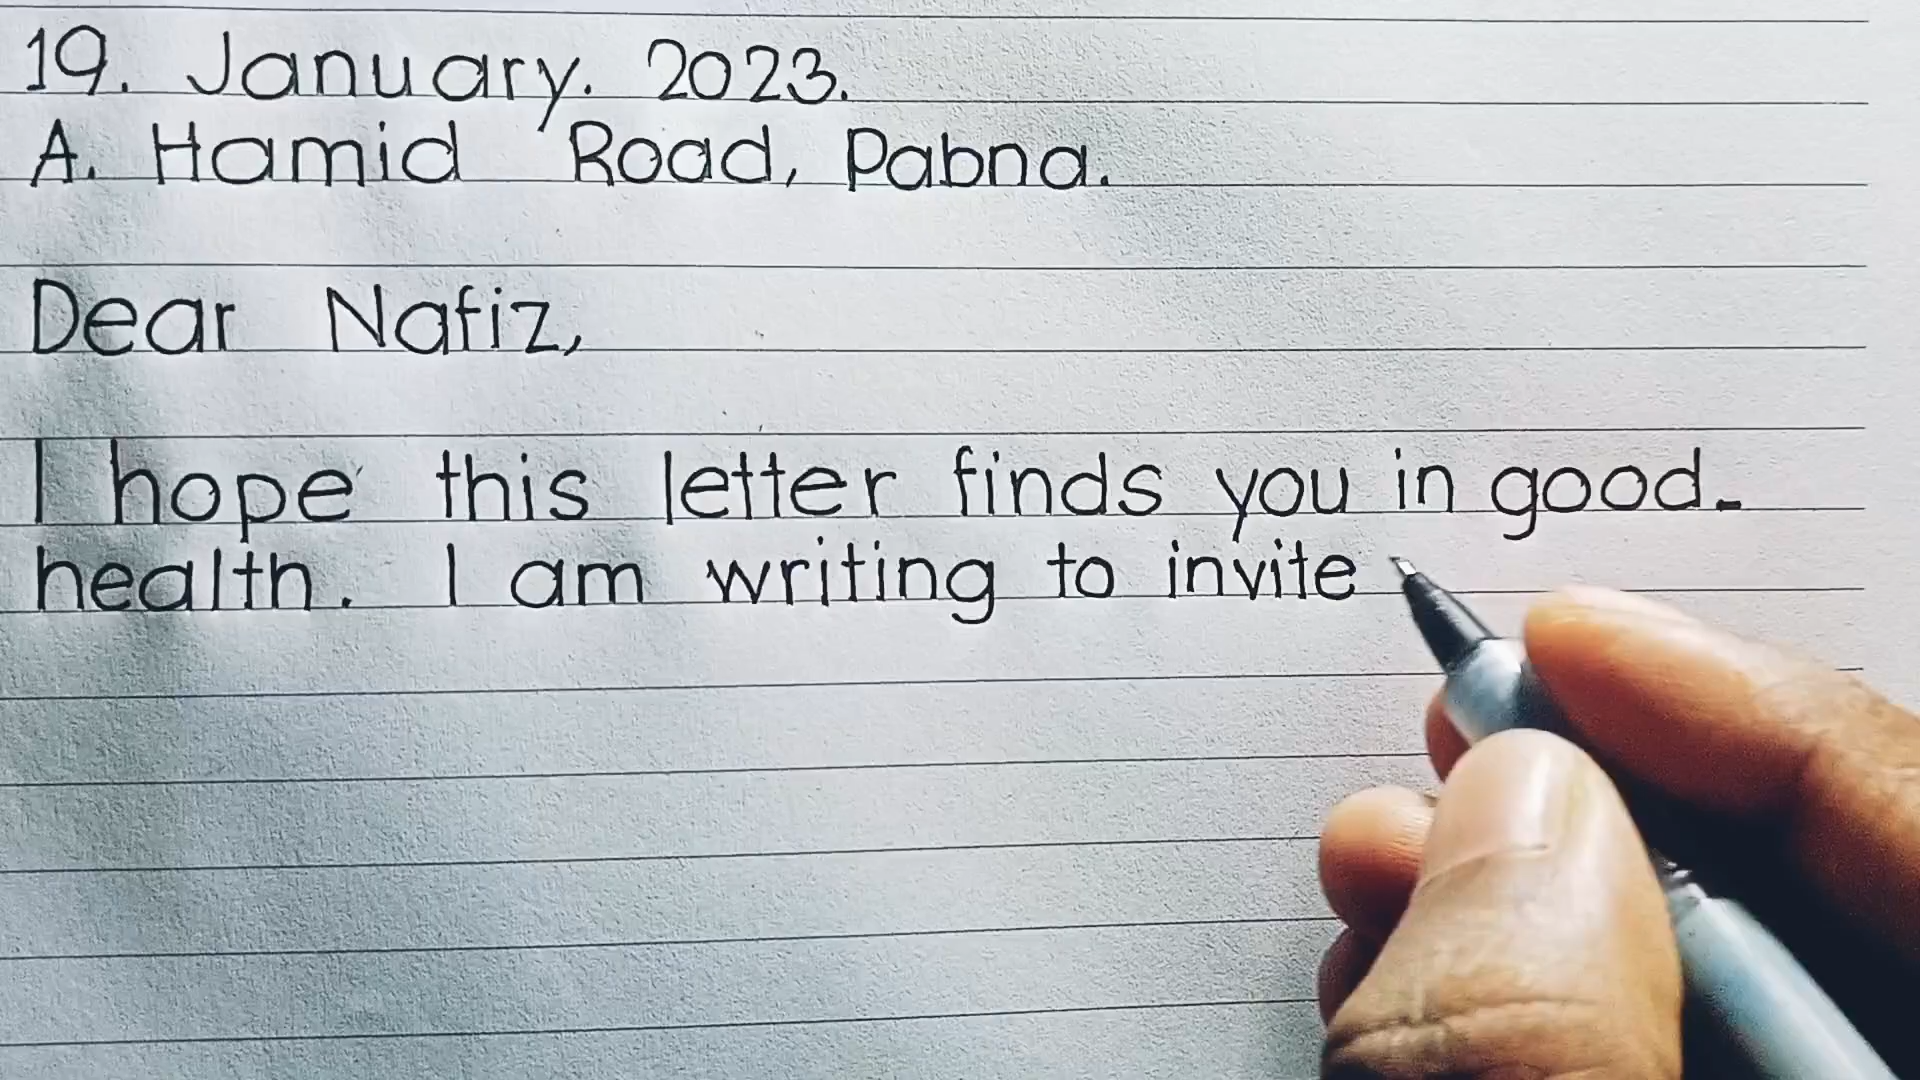 19. January. 2023.
A. Hamid Road, Pabna.
Dear Nafiz,
I hope this letter finds you in good-
health. I am writing to invite